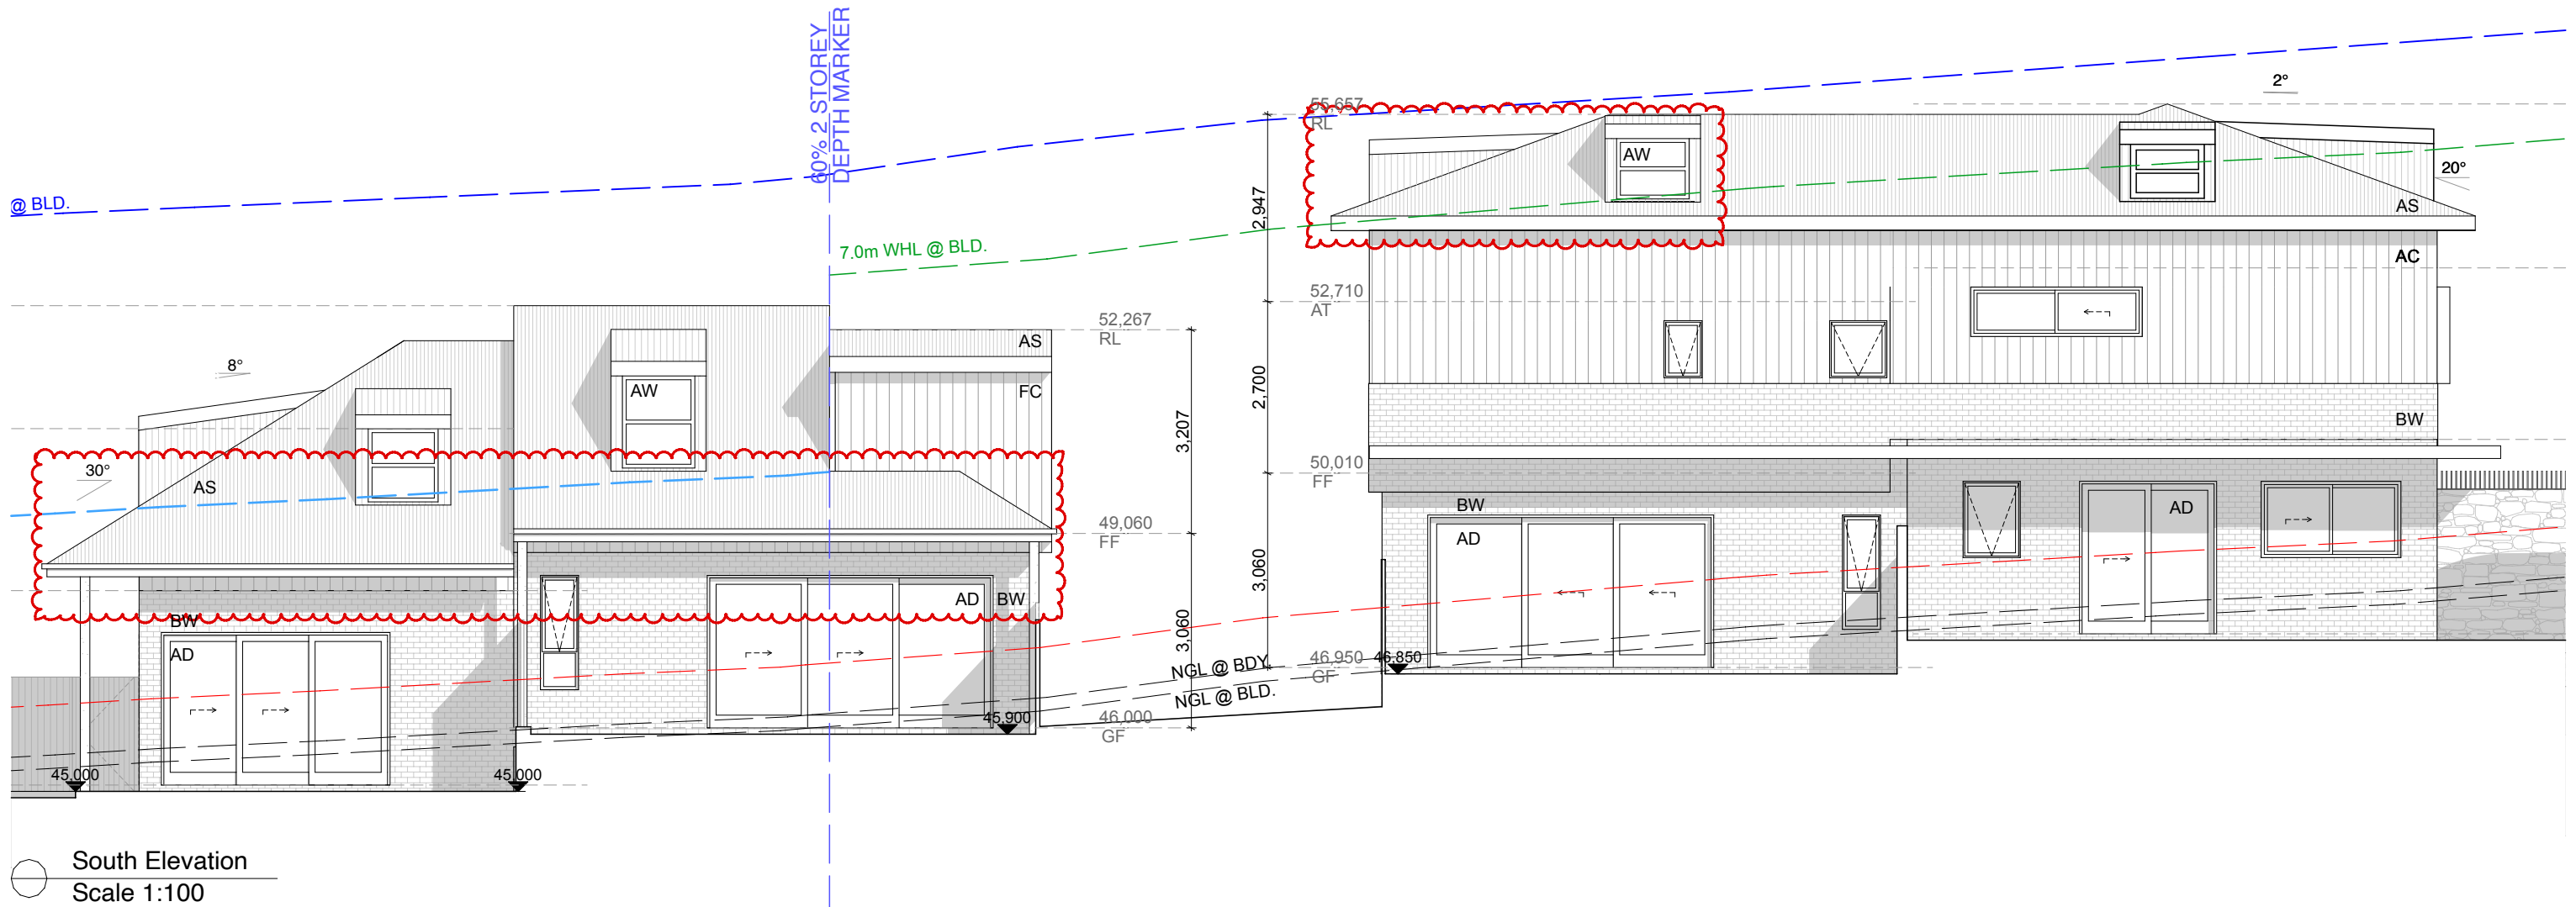 60% 2 STOREY
DEPTH MARKER
@ BLD.
7.0m WHL @ BLD.
55,657
RL
2°
20°
AW
AS
2,947
AC
52,710
AT
52,267
RL
AS
8°
AW
FC
2,700
3,207
BW
30°
AS
50,010
FF
BW
AD
AD
49,060
FF
3,060
3,060
AD
BW
BW
AD
NGL @ BDY
NGL @ BLD.
46,950
GF
46,850
45,900
46,000
GF
45,000
45,000
South Elevation
Scale 1:100